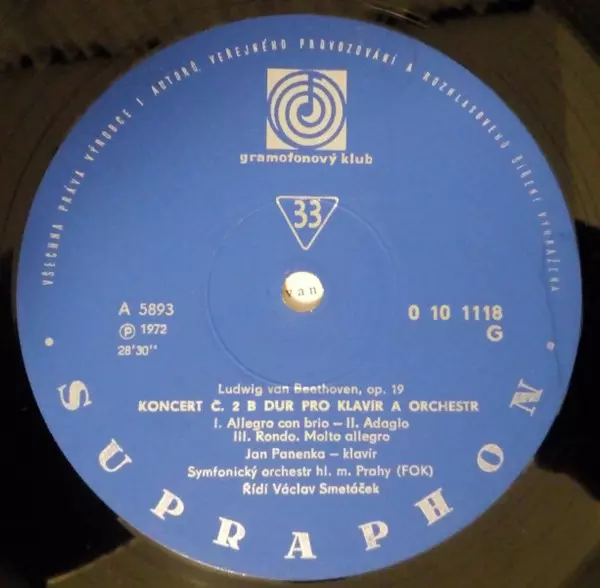 VŠECHNA PRÁVA VÝROBCE I AUTORŮ, VEŘEJNÉHO PROVOZOVÁNÍ A ROZHLASOVÉHO ŠÍŘENÍ VYHRAŽENA
gramofonový klub
33
van
A 5893
Ⓟ 1972
28'30"
0 10 1118
G
Ludwig van Beethoven, op. 19
KONCERT Č. 2 B DUR PRO KLAVÍR A ORCHESTR
I. Allegro con brio – II. Adagio
III. Rondo. Molto allegro
Jan Panenka – klavír
Symfonický orchestr hl. m. Prahy (FOK)
Řídí Václav Smetáček
• SUPRAPHON •